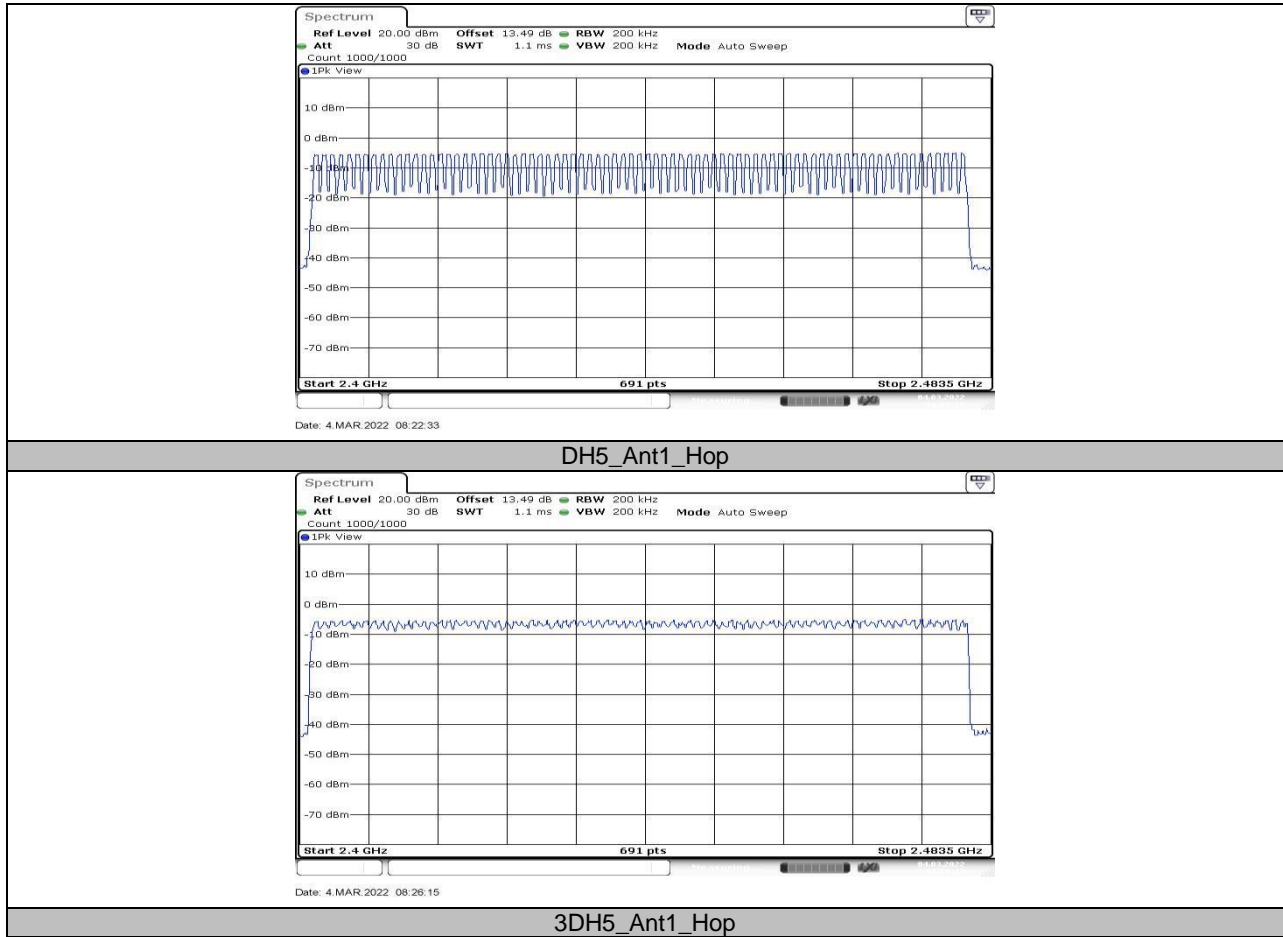 Spectrum
Ref Level 20.00 dBm Offset 13.49 dB RBW 200 kHz
Att 30 dB SWT 1.1 ms VBW 200 kHz Mode Auto Sweep
Count 1000/1000
1Pk View
10 dBm
0 dBm
-10 dBm
-20 dBm
-30 dBm
-40 dBm
-50 dBm
-60 dBm
-70 dBm
Start 2.4 GHz 691 pts Stop 2.4835 GHz
Date: 4.MAR.2022 08:22:33
DH5_Ant1_Hop
Spectrum
Ref Level 20.00 dBm Offset 13.49 dB RBW 200 kHz
Att 30 dB SWT 1.1 ms VBW 200 kHz Mode Auto Sweep
Count 1000/1000
1Pk View
10 dBm
0 dBm
-10 dBm
-20 dBm
-30 dBm
-40 dBm
-50 dBm
-60 dBm
-70 dBm
Start 2.4 GHz 691 pts Stop 2.4835 GHz
Date: 4.MAR.2022 08:26:15
3DH5_Ant1_Hop